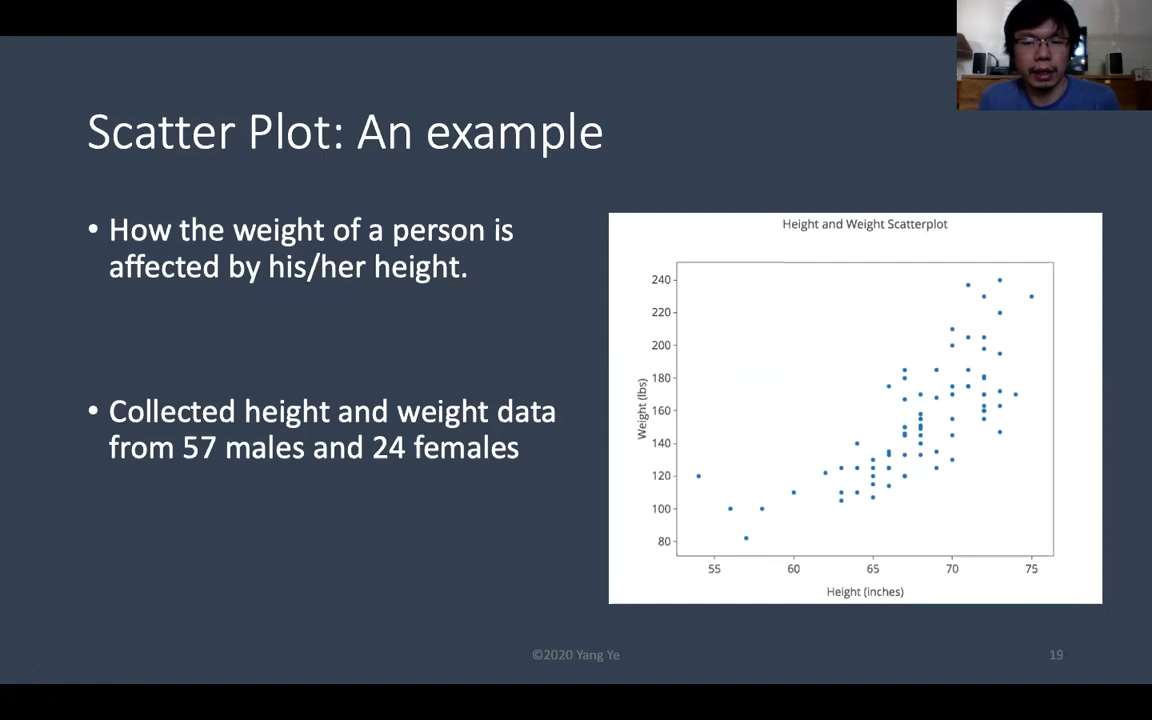 Scatter Plot: An example
• How the weight of a person is
affected by his/her height.
• Collected height and weight data
from 57 males and 24 females
Height and Weight Scatterplot
Weight (lbs)
240
220
200
180
160
140
120
100
80
55 60 65 70 75
Height (inches)
©2020 Yang Ye
19